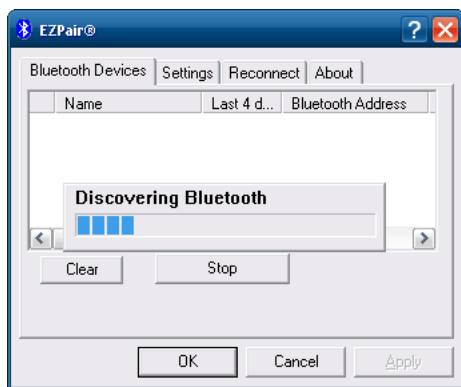 EZPair®
Bluetooth Devices Settings Reconnect About
Name Last 4 d... Bluetooth Address
Discovering Bluetooth
Clear Stop
OK Cancel Apply